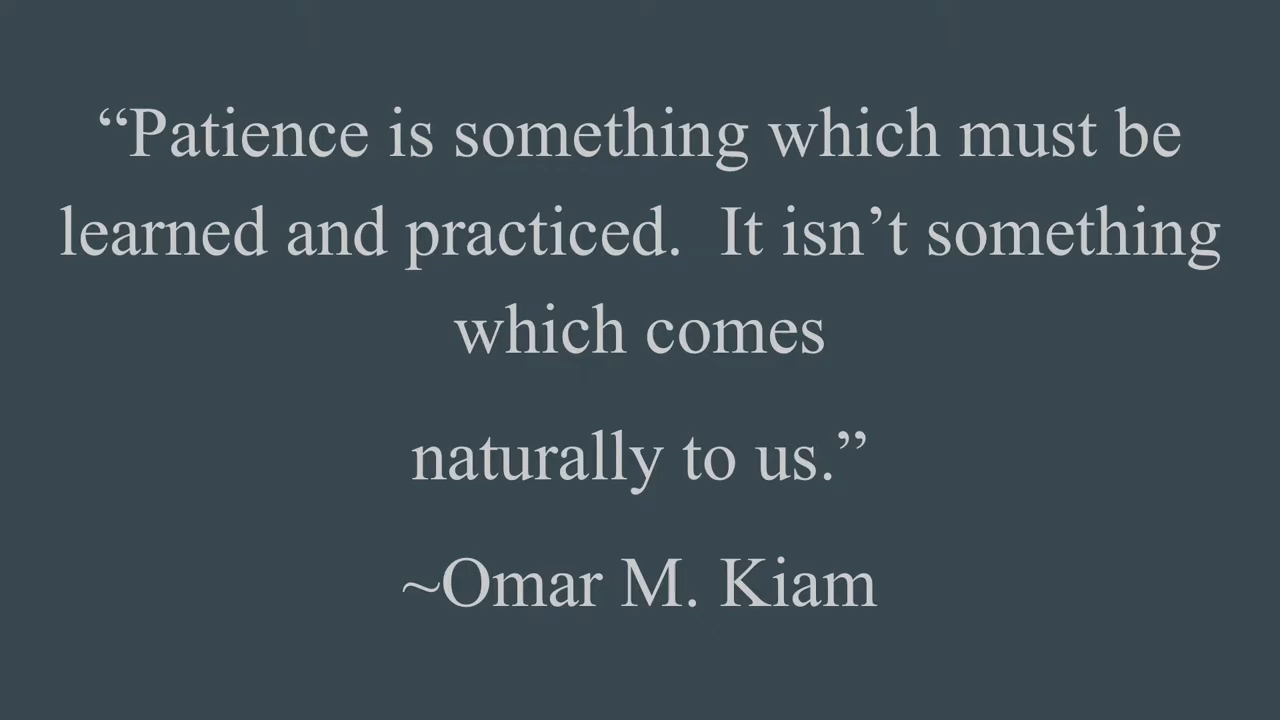 “Patience is something which must be
learned and practiced.  It isn’t something
which comes
naturally to us.”
~Omar M. Kiam